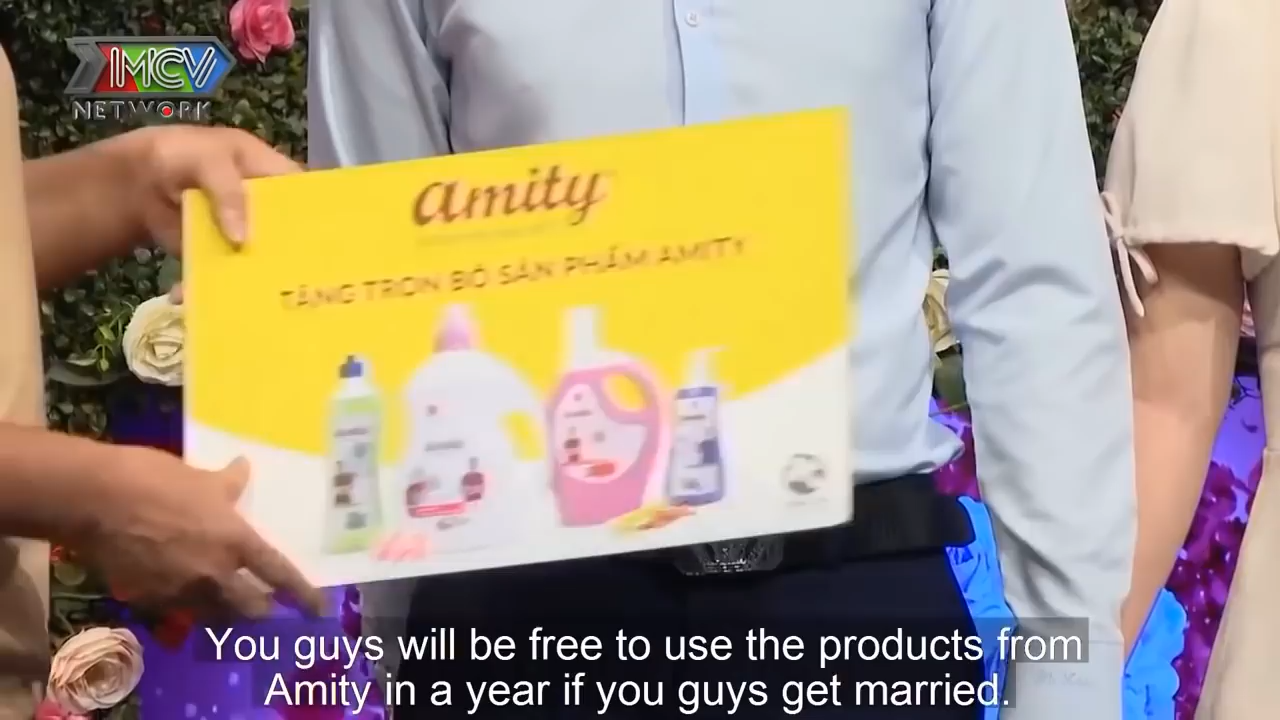 MCV
NETWORK
amity
TẶNG TRỌN BỘ SẢN PHẨM AMITY
You guys will be free to use the products from
Amity in a year if you guys get married.